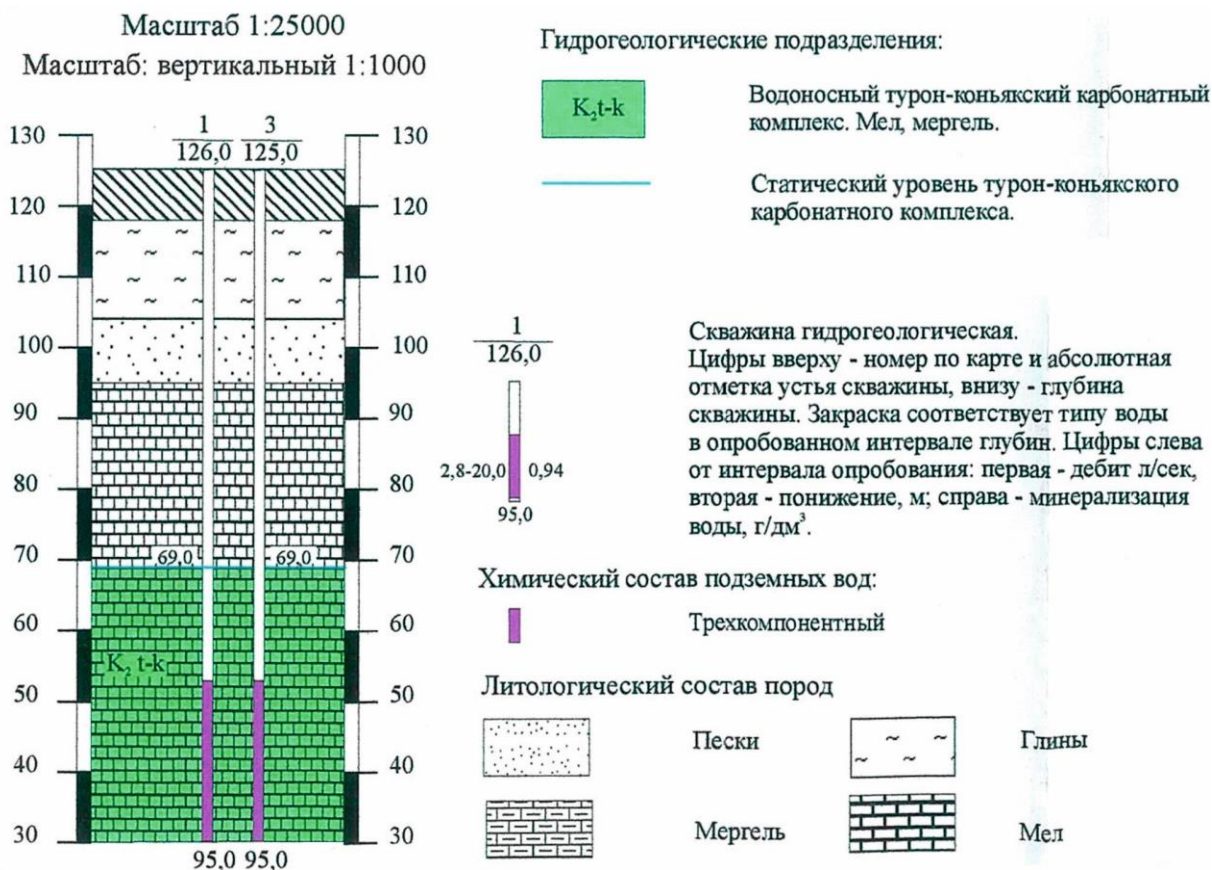 Масштаб 1:25000
Масштаб: вертикальный 1:1000
1 3
126,0 125,0
130 130
120 120
110 110
100 100
90 90
80 80
70 70
69,0 69,0
60 60
K₂ t-k
50 50
40 40
30 30
95,0 95,0
Гидрогеологические подразделения:
K₂t-k
Водоносный турон-коньякский карбонатный
комплекс. Мел, мергель.
Статический уровень турон-коньякского
карбонатного комплекса.
1
126,0
2,8-20,0 0,94
95,0
Скважина гидрогеологическая.
Цифры вверху - номер по карте и абсолютная
отметка устья скважины, внизу - глубина
скважины. Закраска соответствует типу воды
в опробованном интервале глубин. Цифры слева
от интервала опробования: первая - дебит л/сек,
вторая - понижение, м; справа - минерализация
воды, г/дм³.
Химический состав подземных вод:
Трехкомпонентный
Литологический состав пород
Пески
Глины
Мергель
Мел